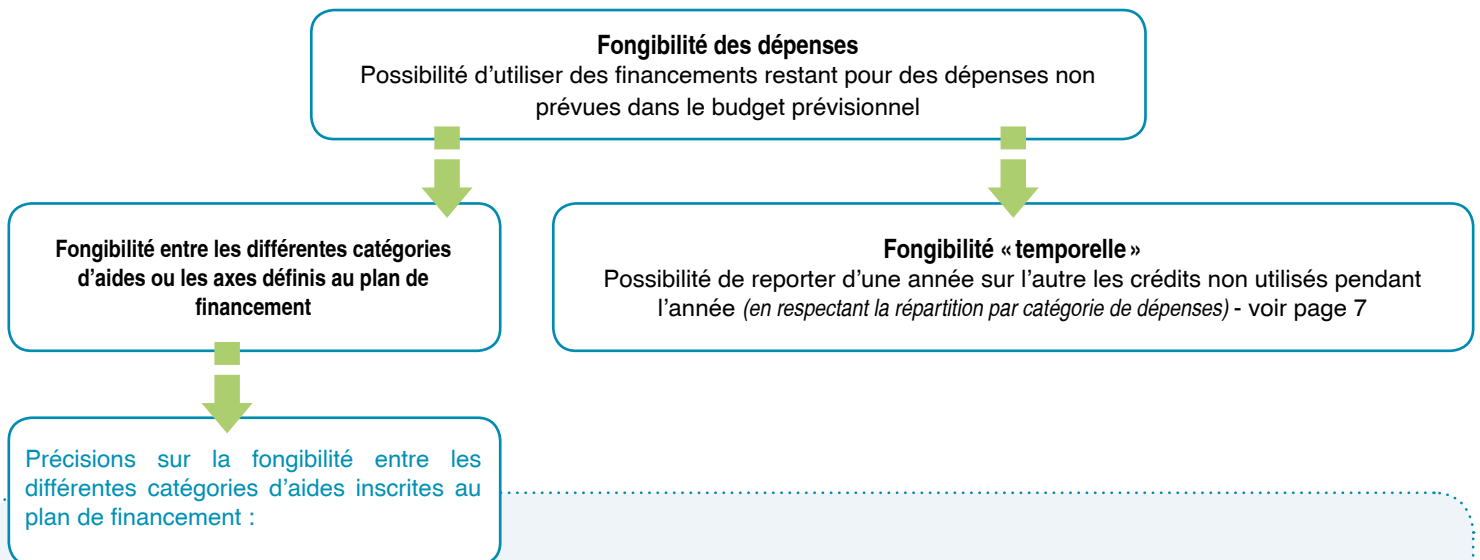 Fongibilité des dépenses
Possibilité d’utiliser des financements restant pour des dépenses non
prévues dans le budget prévisionnel
Fongibilité entre les différentes catégories
d’aides ou les axes définis au plan de
financement
Fongibilité « temporelle »
Possibilité de reporter d’une année sur l’autre les crédits non utilisés pendant
l’année (en respectant la répartition par catégorie de dépenses) - voir page 7
Précisions sur la fongibilité entre les
différentes catégories d’aides inscrites au
plan de financement :